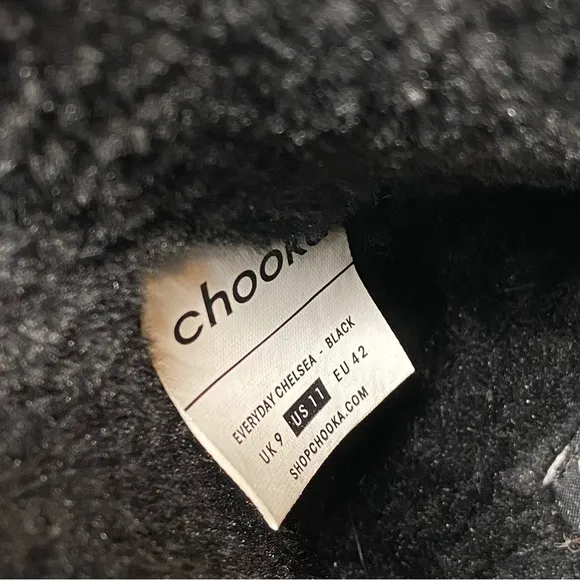 chooka
EVERYDAY CHELSEA - BLACK
UK 9 US 11 EU 42
SHOPCHOOKA.COM